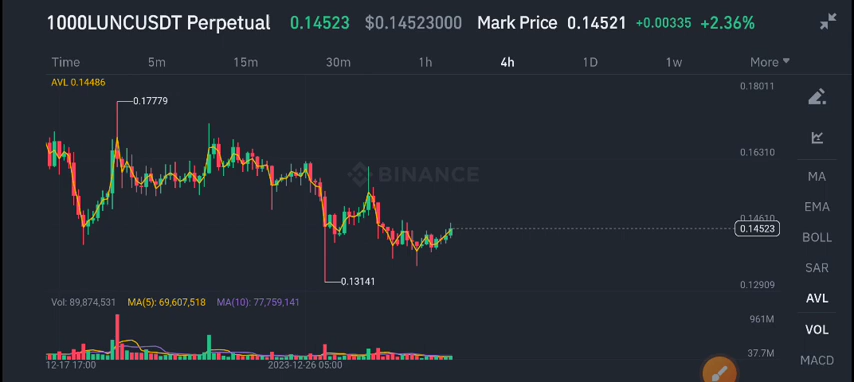 1000LUNCUSDT Perpetual 0.14523 $0.14523000 Mark Price 0.14521 +0.00335 +2.36%
Time 5m 15m 30m 1h 4h 1D 1w More
AVL 0.14486
0.18011
0.17779
0.16310
BINANCE
MA
EMA
0.14610
0.14523
BOLL
SAR
0.13141
0.12909
AVL
Vol: 89,874,531 MA(5): 69,607,518 MA(10): 77,759,141
961M
VOL
37.7M
MACD
12-17 17:00 2023-12-26 05:00